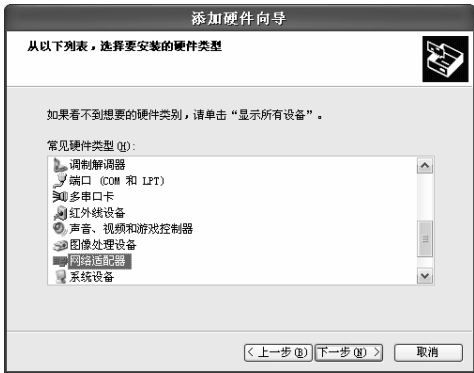 添加硬件向导
从以下列表，选择要安装的硬件类型
如果看不到想要的硬件类别，请单击“显示所有设备”。
常见硬件类型(H):
调制解调器
端口 (COM 和 LPT)
多串口卡
红外线设备
声音、视频和游戏控制器
图像处理设备
网络适配器
系统设备
< 上一步(B) 下一步(N) > 取消